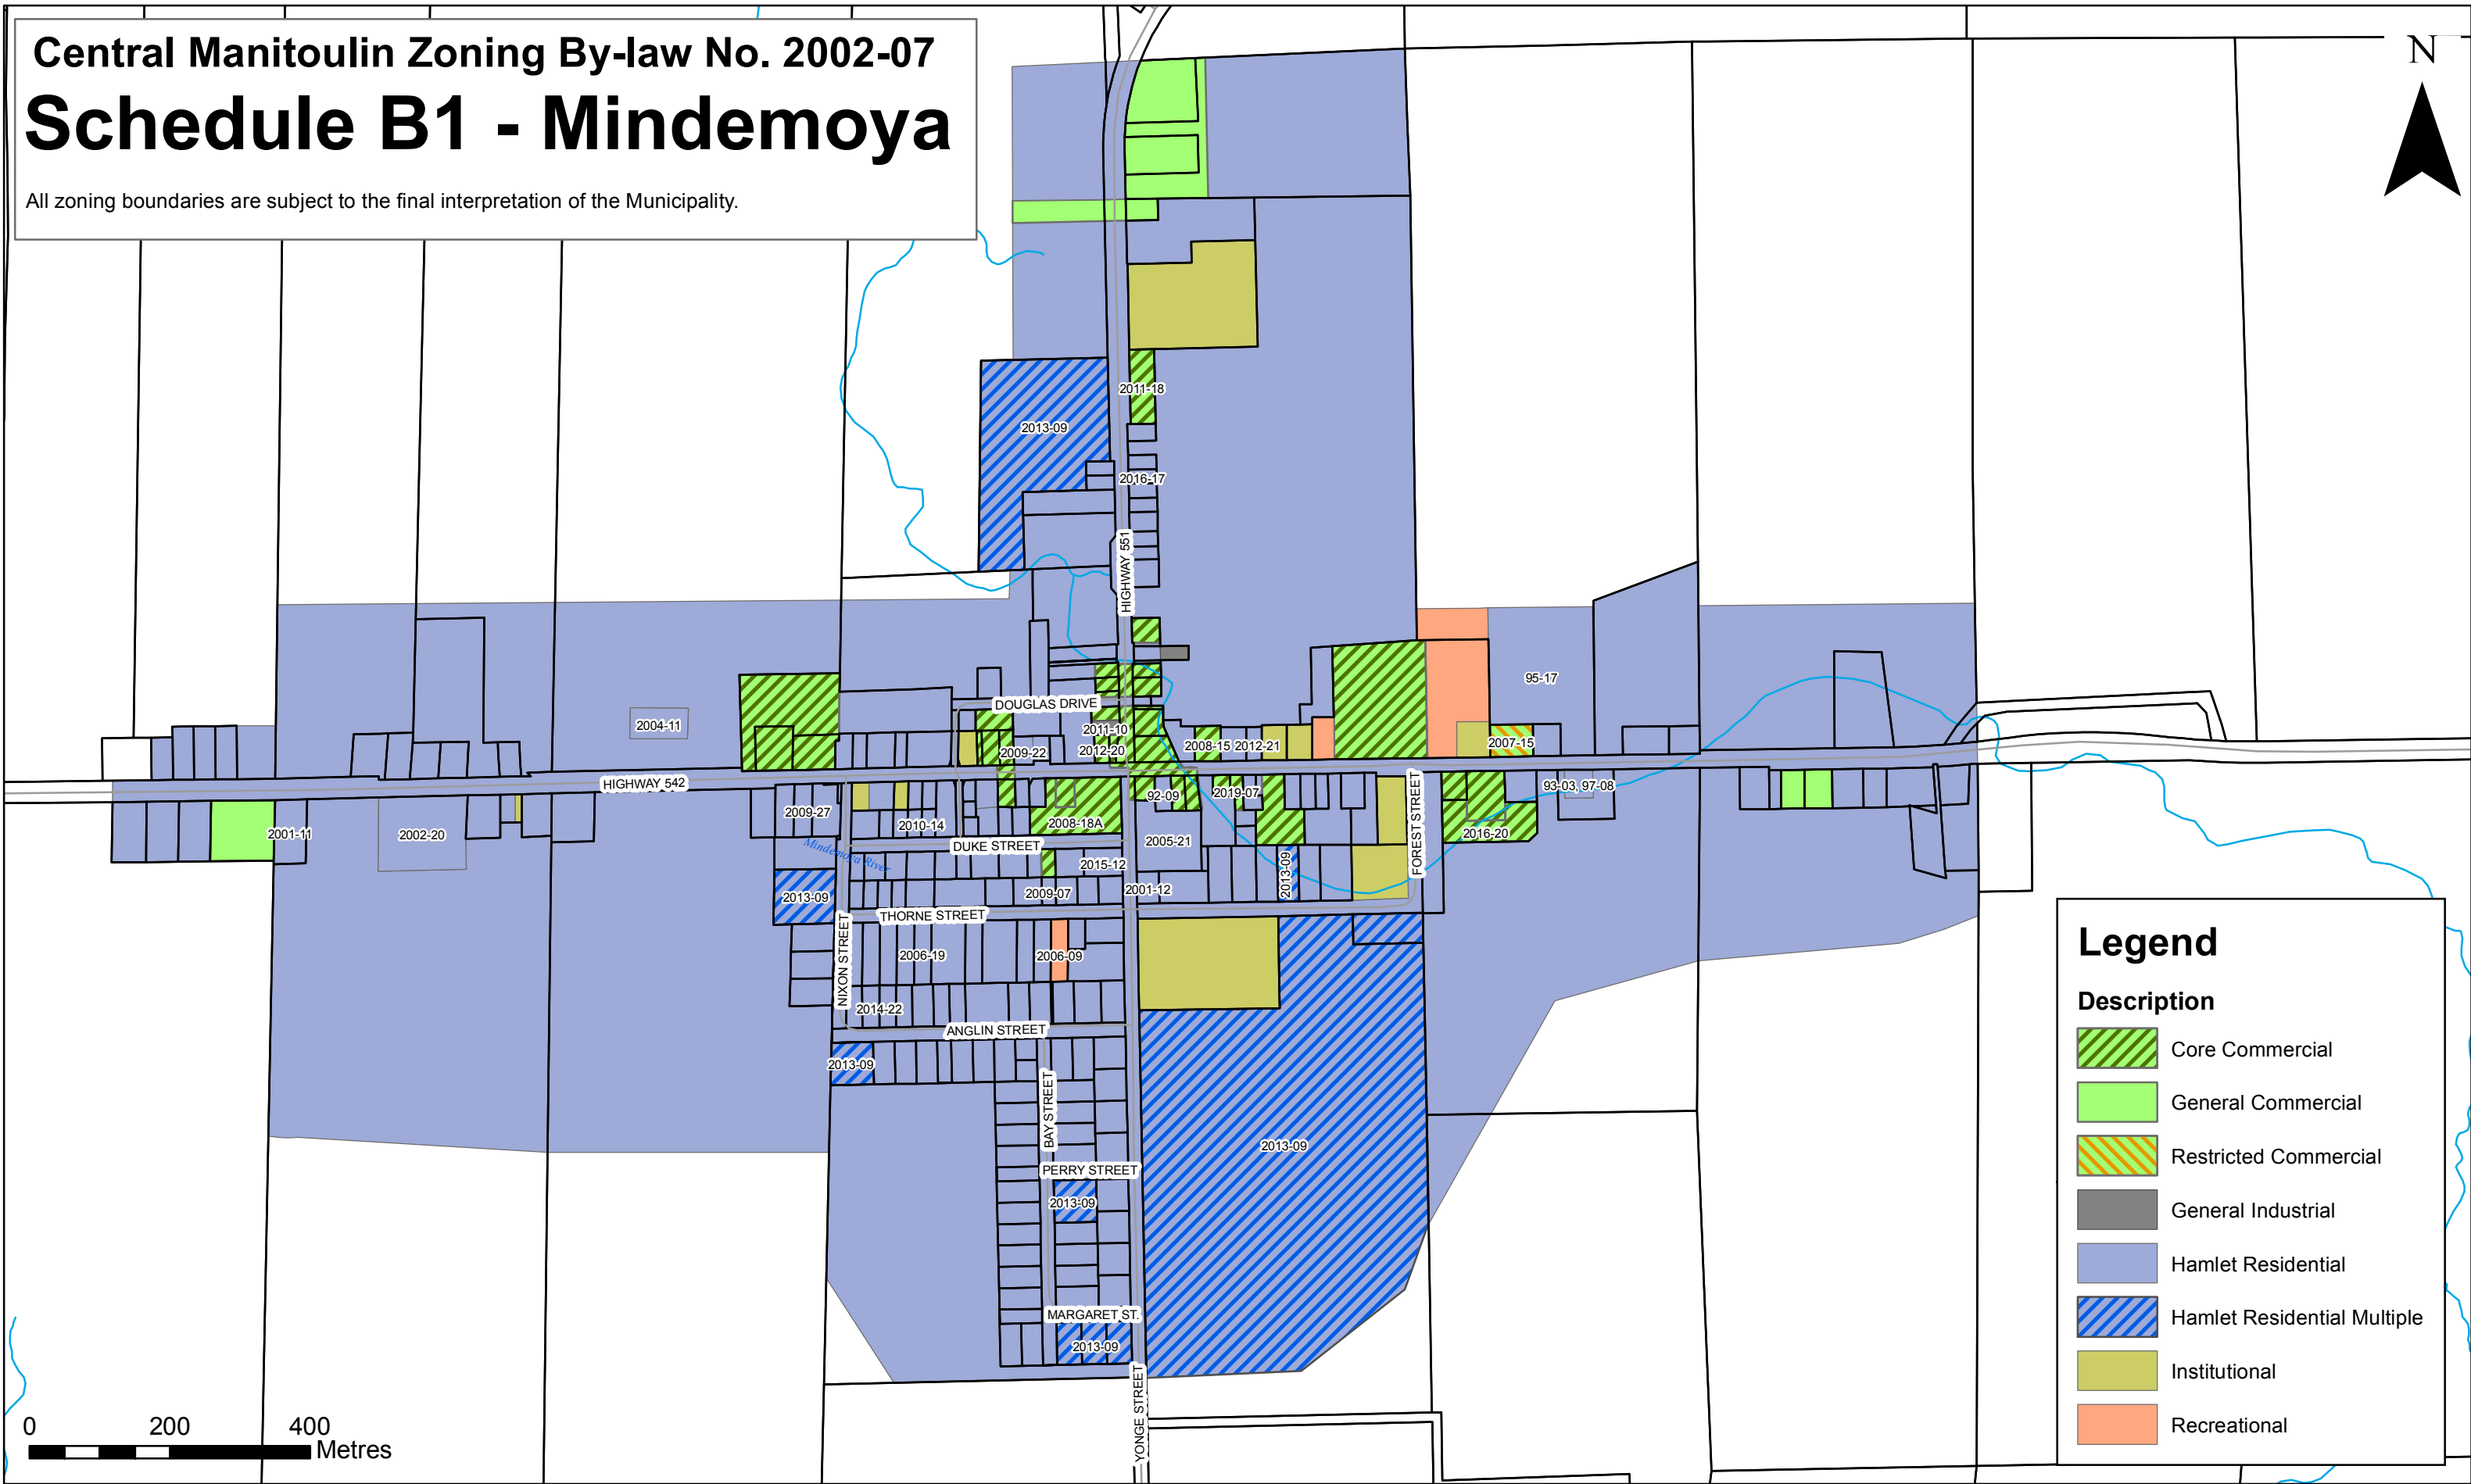 Central Manitoulin Zoning By-law No. 2002-07
Schedule B1 - Mindemoya
All zoning boundaries are subject to the final interpretation of the Municipality.
N
2011-18
2013-09
2016-17
HIGHWAY 551
95-17
DOUGLAS DRIVE
2004-11
2011-10
2009-22
2012-20
2008-15
2012-21
2007-15
HIGHWAY 542
92-09
2019-07
93-03, 97-08
2009-27
2010-14
2008-18A
2001-11
2002-20
2005-21
2016-20
FOREST STREET
DUKE STREET
Mindemoya River
2015-12
2013-09
2013-09
2009-07
2001-12
THORNE STREET
NIXON STREET
2006-19
2006-09
2014-22
ANGLIN STREET
2013-09
BAY STREET
2013-09
PERRY STREET
2013-09
MARGARET ST.
2013-09
YONGE STREET
Legend
Description
Core Commercial
General Commercial
Restricted Commercial
General Industrial
Hamlet Residential
Hamlet Residential Multiple
Institutional
Recreational
0 200 400
Metres